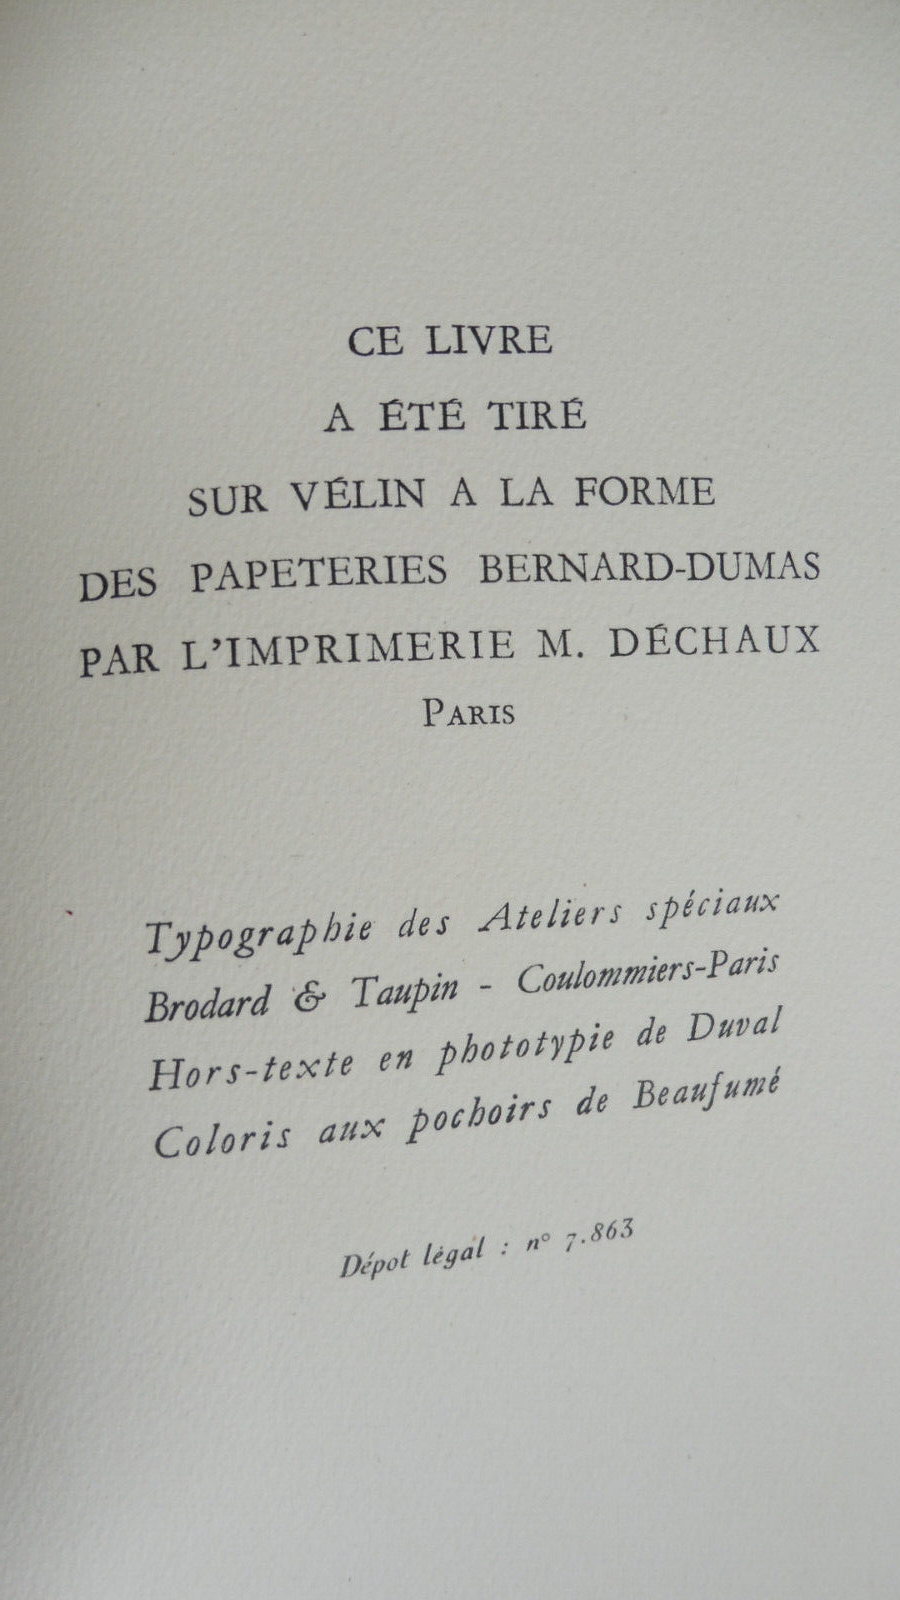 CE LIVRE
A ÉTÉ TIRÉ
SUR VÉLIN A LA FORME
DES PAPETERIES BERNARD-DUMAS
PAR L'IMPRIMERIE M. DÉCHAUX
PARIS
Typographie des Ateliers spéciaux
Brodard & Taupin - Coulommiers-Paris
Hors-texte en phototypie de Duval
Coloris aux pochoirs de Beaufumé
Dépot légal : n° 7.863